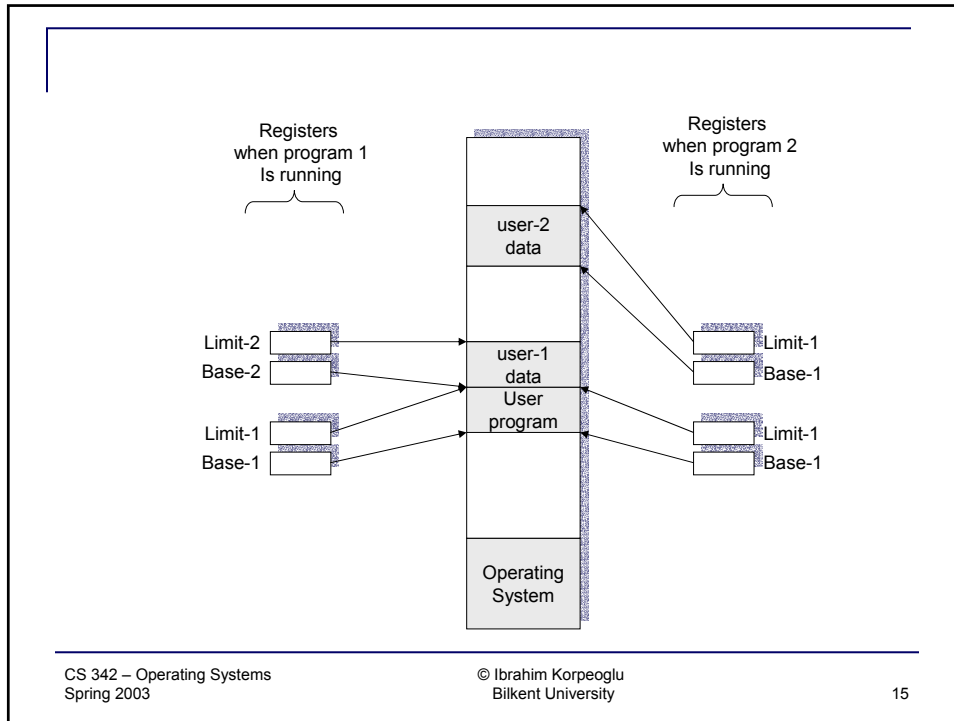 Registers
when program 1
Is running
Registers
when program 2
Is running
user-2
data
Limit-2
Base-2
Limit-1
Base-1
user-1
data
User
program
Limit-1
Base-1
Limit-1
Base-1
Operating
System
CS 342 – Operating Systems
Spring 2003
© Ibrahim Korpeoglu
Bilkent University
15